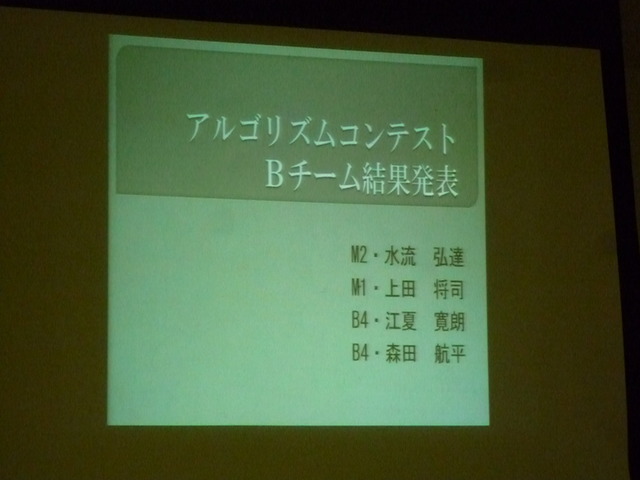 アルゴリズムコンテスト
Bチーム結果発表
M2・水流　弘達
M1・上田　将司
B4・江夏　寛朗
B4・森田　航平